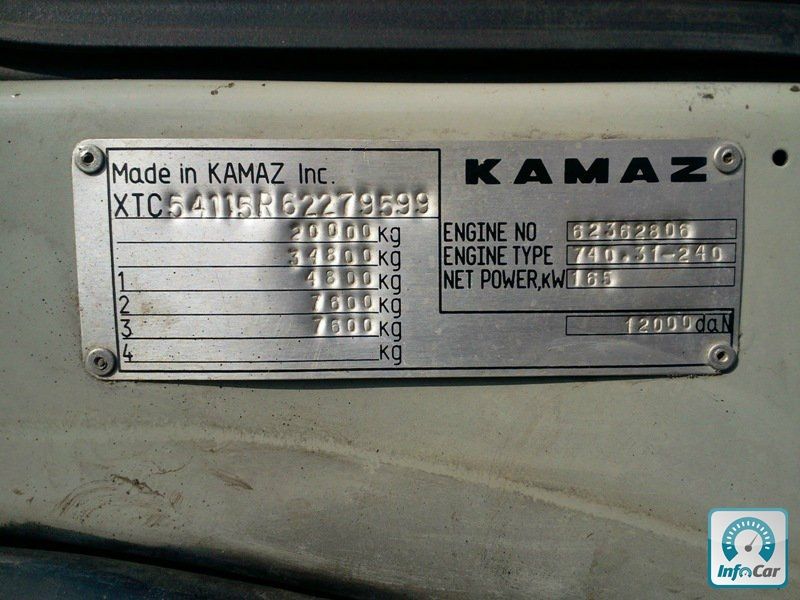 Made in KAMAZ Inc.
XTC54115R62279599
20000kg
34800kg
1 4800kg
2 7600kg
3 7600kg
4 kg
KAMAZ
ENGINE NO 62362806
ENGINE TYPE 740.31-240
NET POWER,KW 165
12000daN
InfoCar